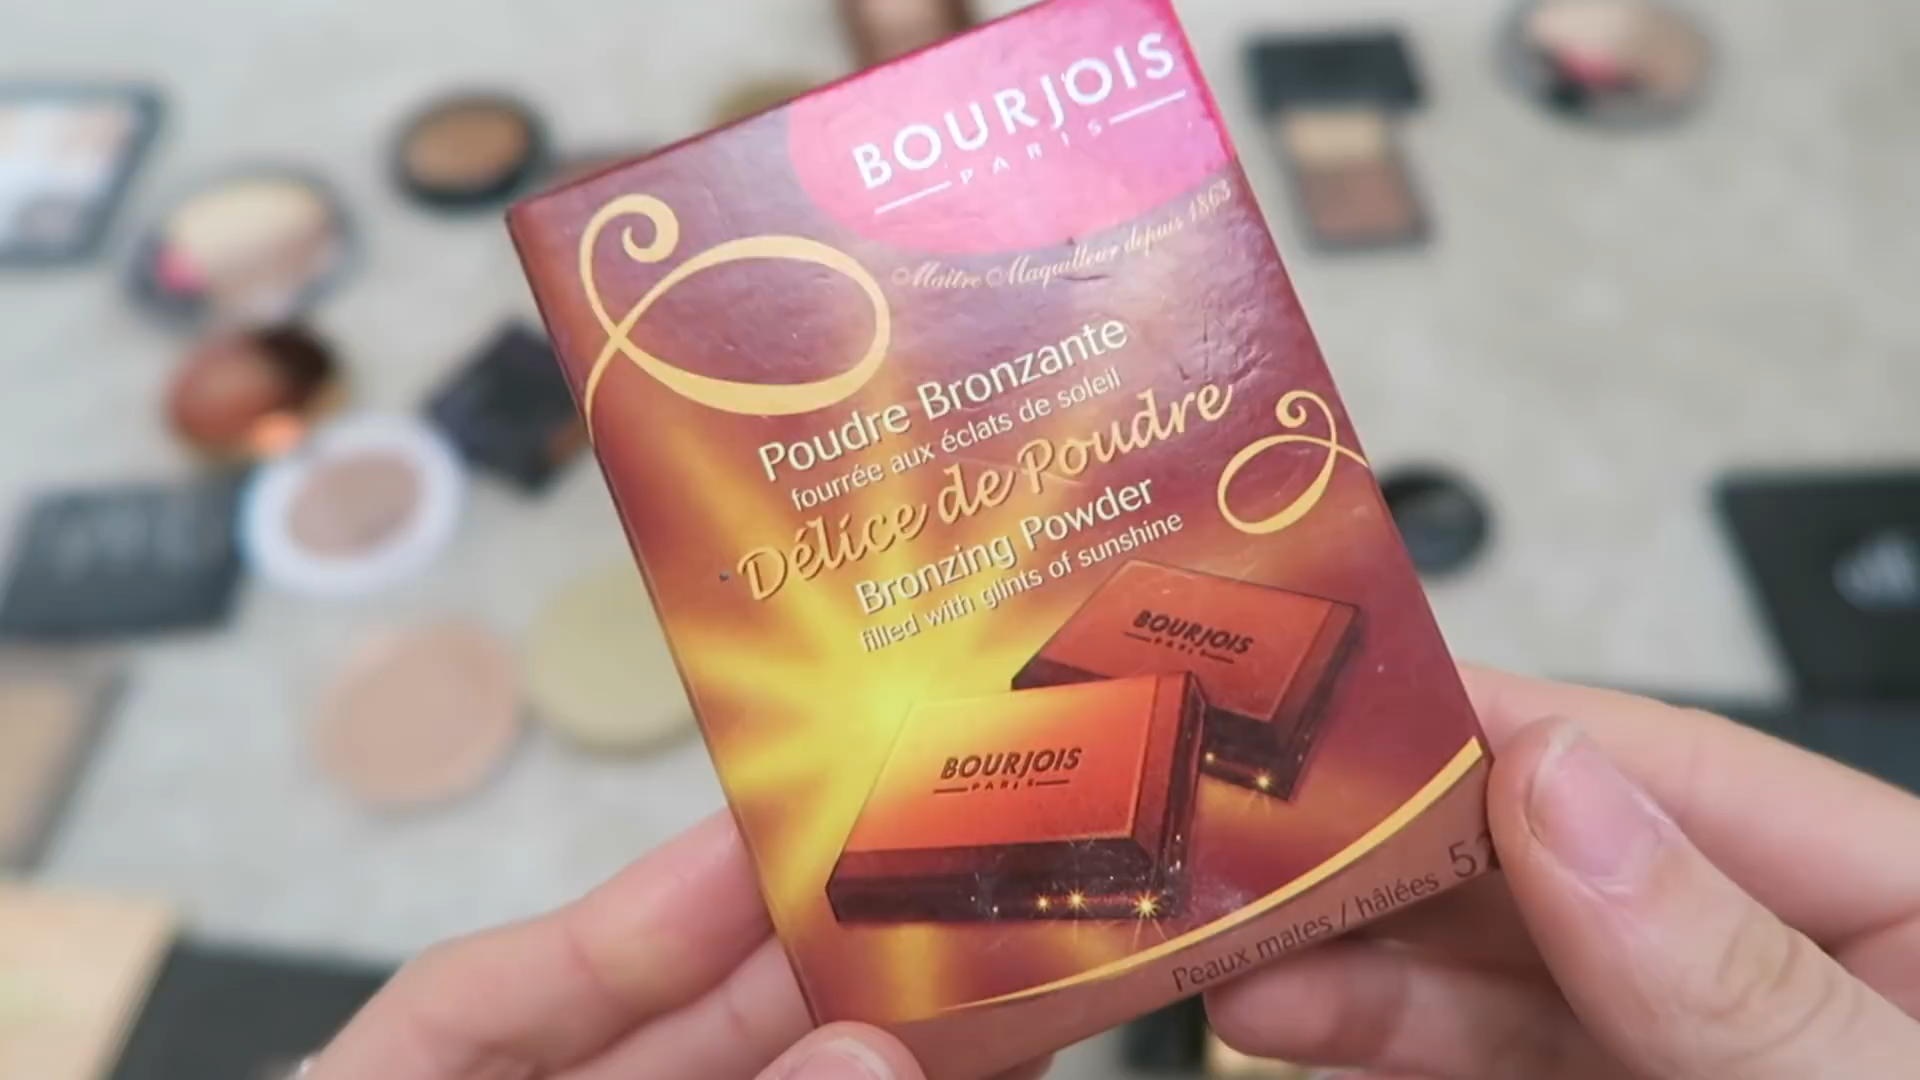 BOURJOIS
PARIS
Maître Maquilleur depuis 1863
Poudre Bronzante
fourrée aux éclats de soleil
Délice de Poudre
Bronzing Powder
filled with glints of sunshine
BOURJOIS
PARIS
BOURJOIS
PARIS
Peaux mates / hâlées